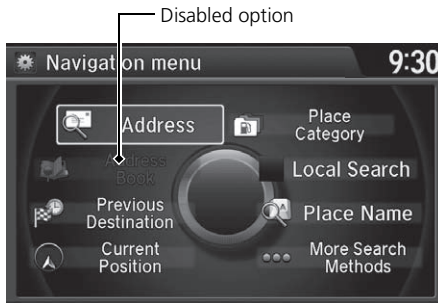 Disabled option
Navigation menu
9:30
Address
Place
Category
Address
Book
Local Search
Previous
Destination
Place Name
Current
Position
More Search
Methods